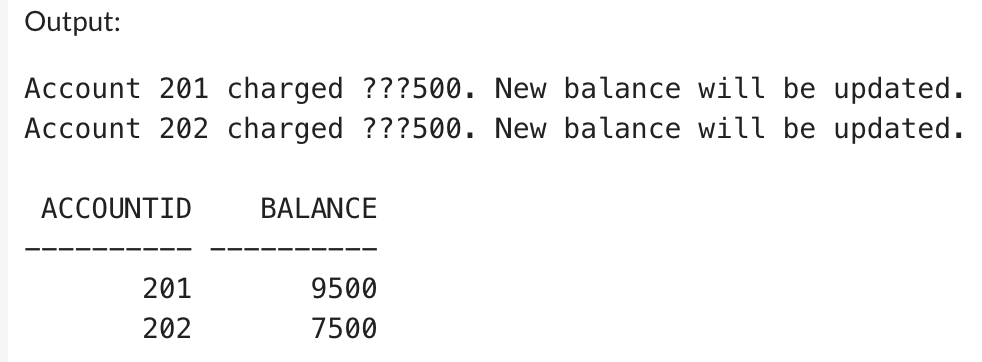 Output:
Account 201 charged ???500. New balance will be updated.
Account 202 charged ???500. New balance will be updated.
ACCOUNTID BALANCE
---------- ----------
201 9500
202 7500